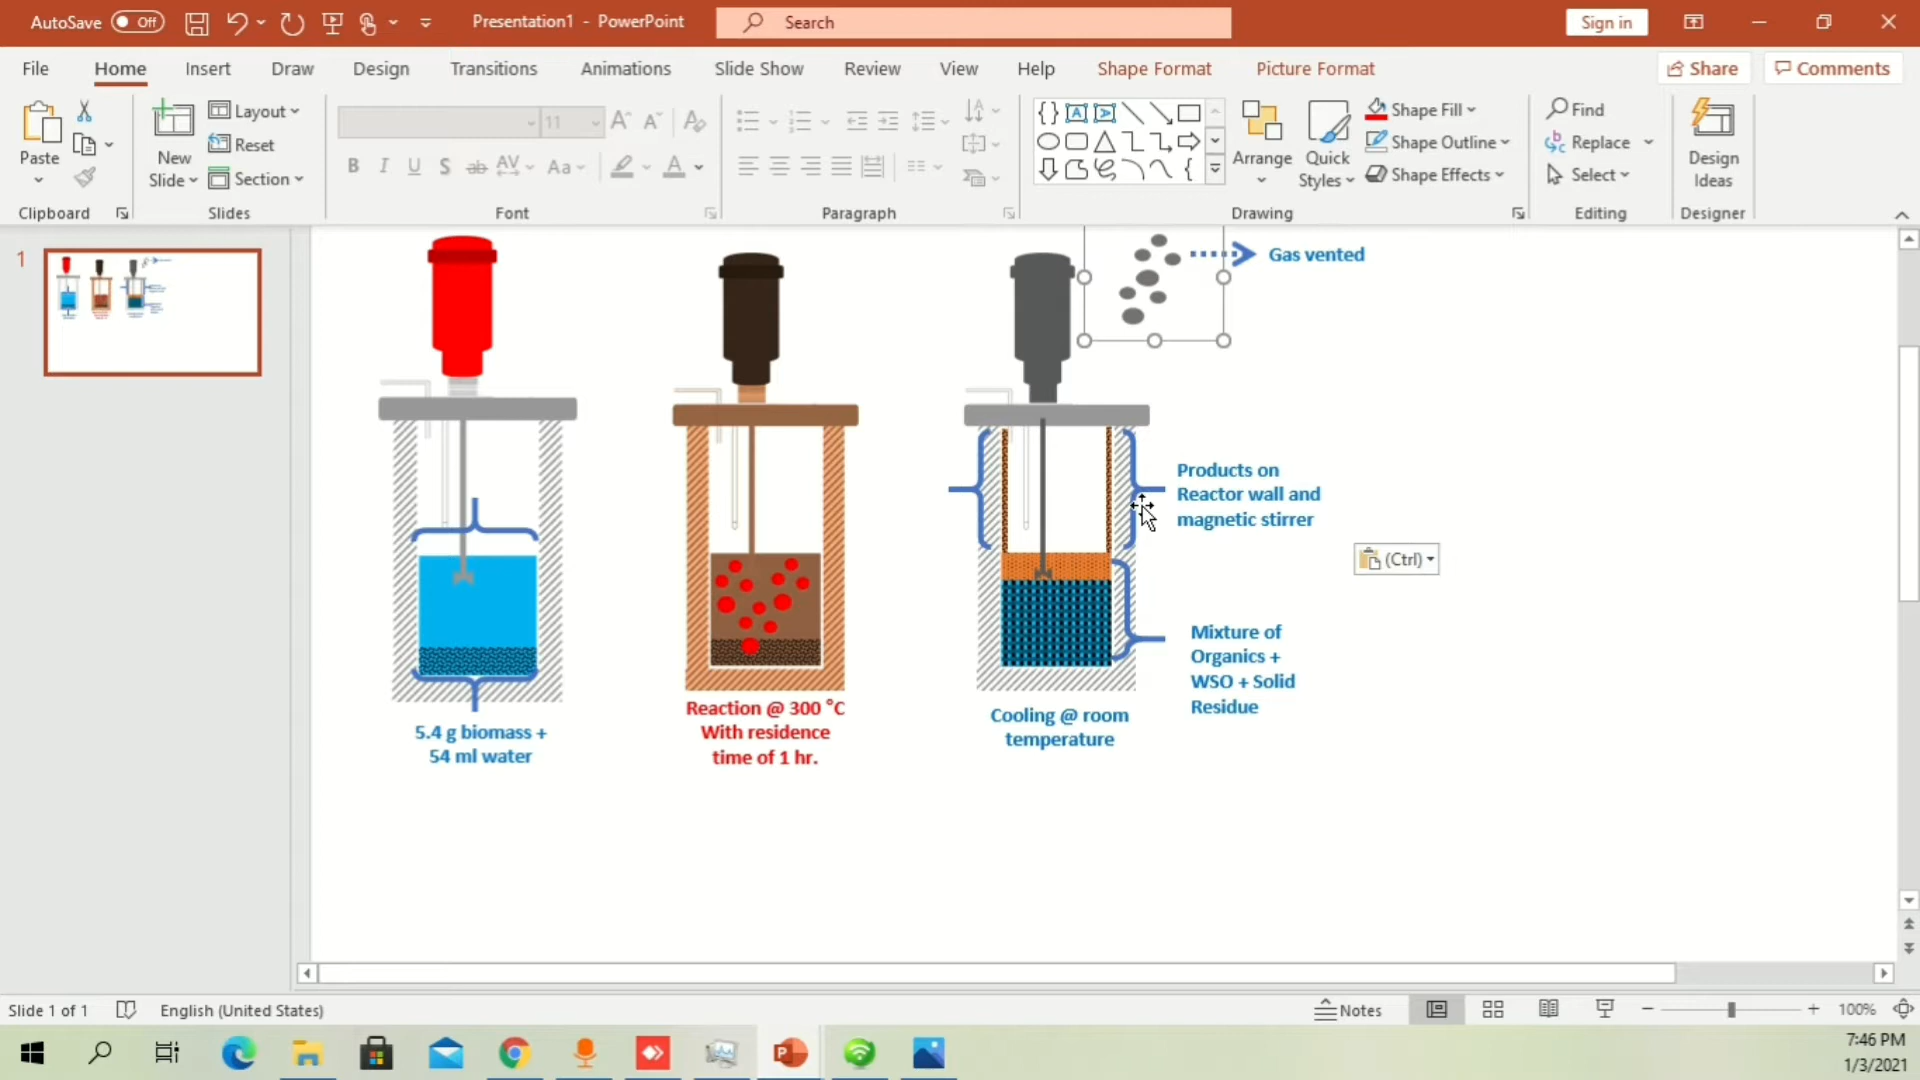 AutoSave Off
Presentation1 - PowerPoint
Search
Sign in
File Home Insert Draw Design Transitions Animations Slide Show Review View Help Shape Format Picture Format
Share
Comments
Paste
New
Slide
Layout
Reset
Section
11
Arrange
Quick
Styles
Shape Fill
Shape Outline
Shape Effects
Find
Replace
Select
Design
Ideas
Clipboard
Slides
Font
Paragraph
Drawing
Editing
Designer
1
Gas vented
Products on
Reactor wall and
magnetic stirrer
(Ctrl)
Mixture of
Organics +
WSO + Solid
Residue
5.4 g biomass +
54 ml water
Reaction @ 300 °C
With residence
time of 1 hr.
Cooling @ room
temperature
Slide 1 of 1
English (United States)
Notes
100%
7:46 PM
1/3/2021